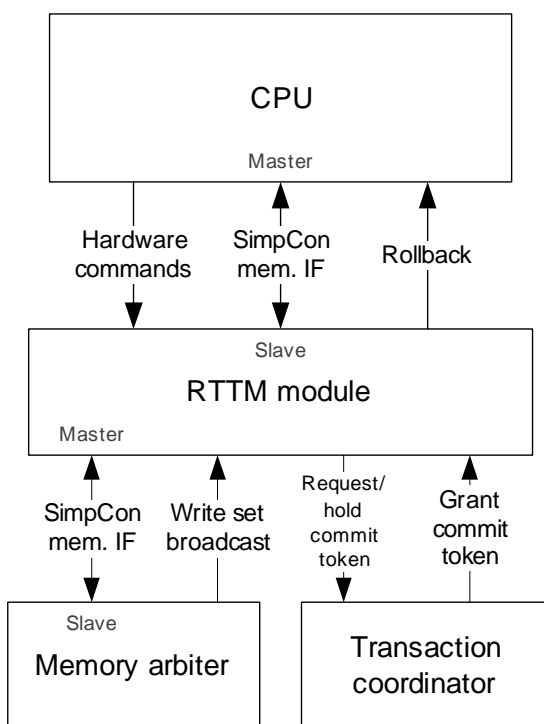 CPU
Master
Hardware
commands
SimpCon
mem. IF
Rollback
Slave
RTTM module
Master
SimpCon
mem. IF
Write set
broadcast
Request/
hold
commit
token
Grant
commit
token
Slave
Memory arbiter
Transaction
coordinator